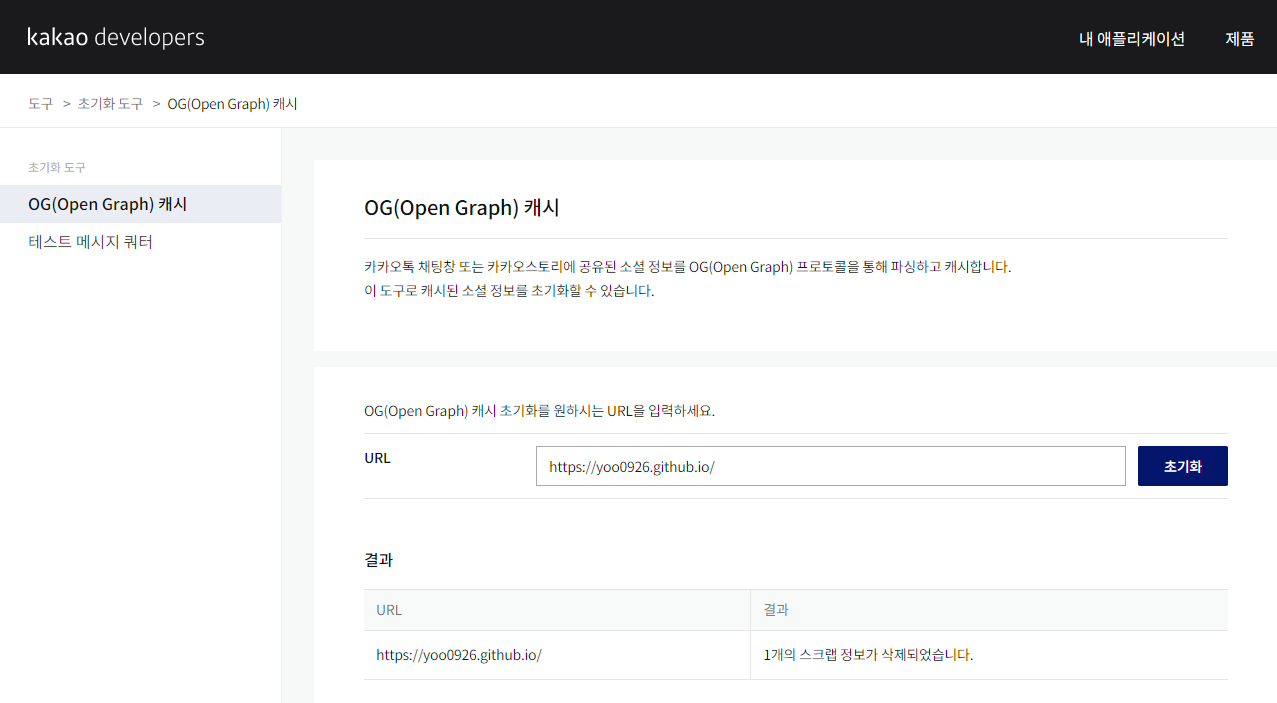 kakao developers
내 애플리케이션
제품
도구 > 초기화 도구 > OG(Open Graph) 캐시
초기화 도구
OG(Open Graph) 캐시
테스트 메시지 쿼터
OG(Open Graph) 캐시
카카오톡 채팅창 또는 카카오스토리에 공유된 소셜 정보를 OG(Open Graph) 프로토콜을 통해 파싱하고 캐시합니다.
이 도구로 캐시된 소셜 정보를 초기화할 수 있습니다.
OG(Open Graph) 캐시 초기화를 원하시는 URL을 입력하세요.
URL
https://yoo0926.github.io/
초기화
결과
URL
결과
https://yoo0926.github.io/
1개의 스크랩 정보가 삭제되었습니다.